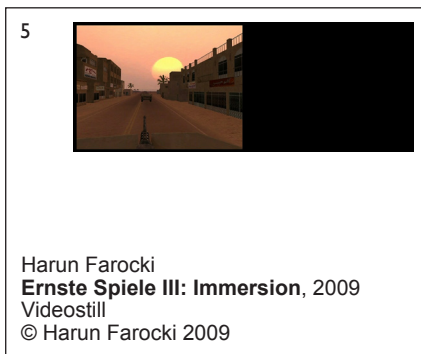 5
Harun Farocki
Ernste Spiele III: Immersion, 2009
Videostill
© Harun Farocki 2009